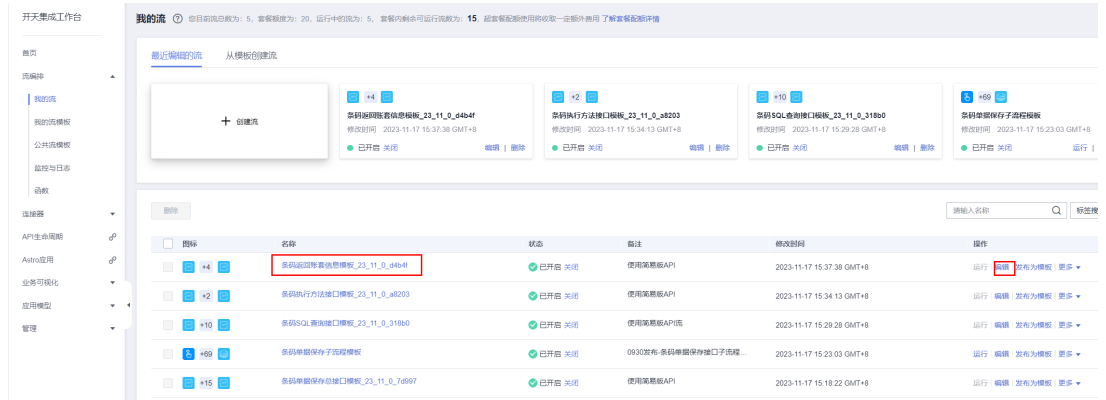 开天集成工作台
我的流 ? 您目前流总数为: 5, 套餐额度为: 20, 运行中的流为: 5, 套餐内剩余可运行流数为: 15, 超套餐配额使用将收取一定额外费用 了解套餐配额详情
首页
流编排
我的流
我的流模板
公共流模板
监控与日志
函数
连接器
API生命周期
Astro应用
业务可视化
应用模型
管理
最近编辑的流 从模板创建流
+ 创建流
+4
条码返回账套信息模板_23_11_0_d4b4f
修改时间 2023-11-17 15:37:38 GMT+8
已开启 关闭 编辑 | 删除
+2
条码执行方法接口模板_23_11_0_a8203
修改时间 2023-11-17 15:34:13 GMT+8
已开启 关闭 编辑 | 删除
+10
条码SQL查询接口模板_23_11_0_318b0
修改时间 2023-11-17 15:29:28 GMT+8
已开启 关闭 编辑 | 删除
+69
条码单据保存子流程模板
修改时间 2023-11-17 15:23:03 GMT+8
已开启 关闭 运行 |
删除 请输入名称 标签搜
图标 名称 状态 备注 修改时间 操作
+4 条码返回账套信息模板_23_11_0_d4b4f 已开启 关闭 使用简易版API 2023-11-17 15:37:38 GMT+8 运行 | 编辑 | 发布为模板 | 更多
+2 条码执行方法接口模板_23_11_0_a8203 已开启 关闭 使用简易版API 2023-11-17 15:34:13 GMT+8 运行 | 编辑 | 发布为模板 | 更多
+10 条码SQL查询接口模板_23_11_0_318b0 已开启 关闭 使用简易版API流 2023-11-17 15:29:28 GMT+8 运行 | 编辑 | 发布为模板 | 更多
+69 条码单据保存子流程模板 已开启 关闭 0930发布-条码单据保存接口子流程... 2023-11-17 15:23:03 GMT+8 运行 | 编辑 | 发布为模板 | 更多
+15 条码单据保存总接口模板_23_11_0_7d997 已开启 关闭 使用简易版API 2023-11-17 15:18:22 GMT+8 运行 | 编辑 | 发布为模板 | 更多